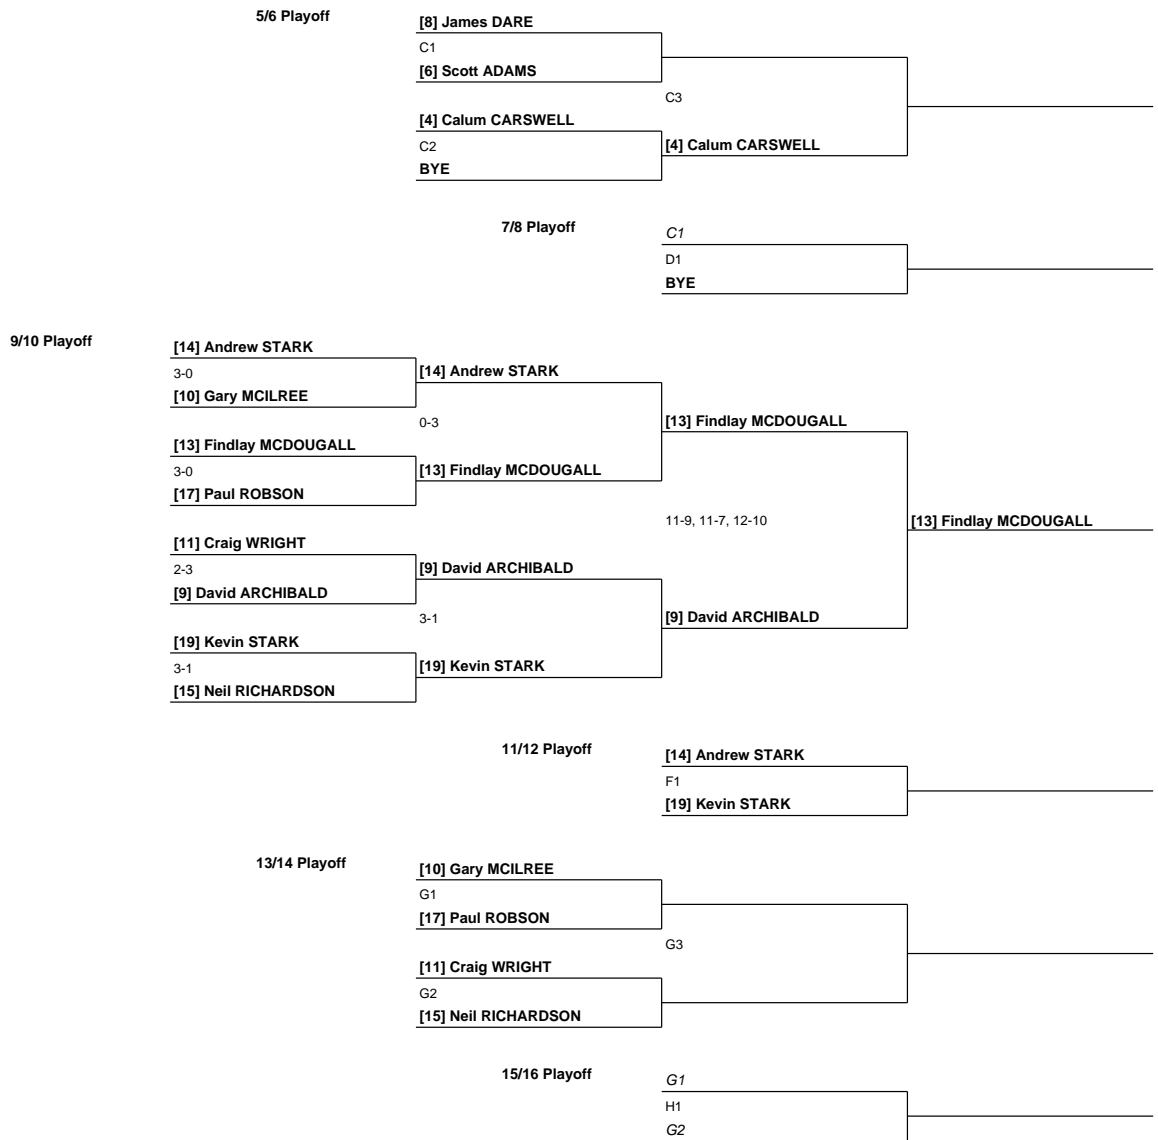 5/6 Playoff
[8] James DARE
C1
[6] Scott ADAMS
C3
[4] Calum CARSWELL
C2
[4] Calum CARSWELL
BYE
7/8 Playoff
C1
D1
BYE
9/10 Playoff
[14] Andrew STARK
3-0
[14] Andrew STARK
[10] Gary MCILREE
0-3
[13] Findlay MCDOUGALL
[13] Findlay MCDOUGALL
3-0
[13] Findlay MCDOUGALL
[17] Paul ROBSON
11-9, 11-7, 12-10
[13] Findlay MCDOUGALL
[11] Craig WRIGHT
2-3
[9] David ARCHIBALD
[9] David ARCHIBALD
3-1
[9] David ARCHIBALD
[19] Kevin STARK
3-1
[19] Kevin STARK
[15] Neil RICHARDSON
11/12 Playoff
[14] Andrew STARK
F1
[19] Kevin STARK
13/14 Playoff
[10] Gary MCILREE
G1
[17] Paul ROBSON
G3
[11] Craig WRIGHT
G2
[15] Neil RICHARDSON
15/16 Playoff
G1
H1
G2